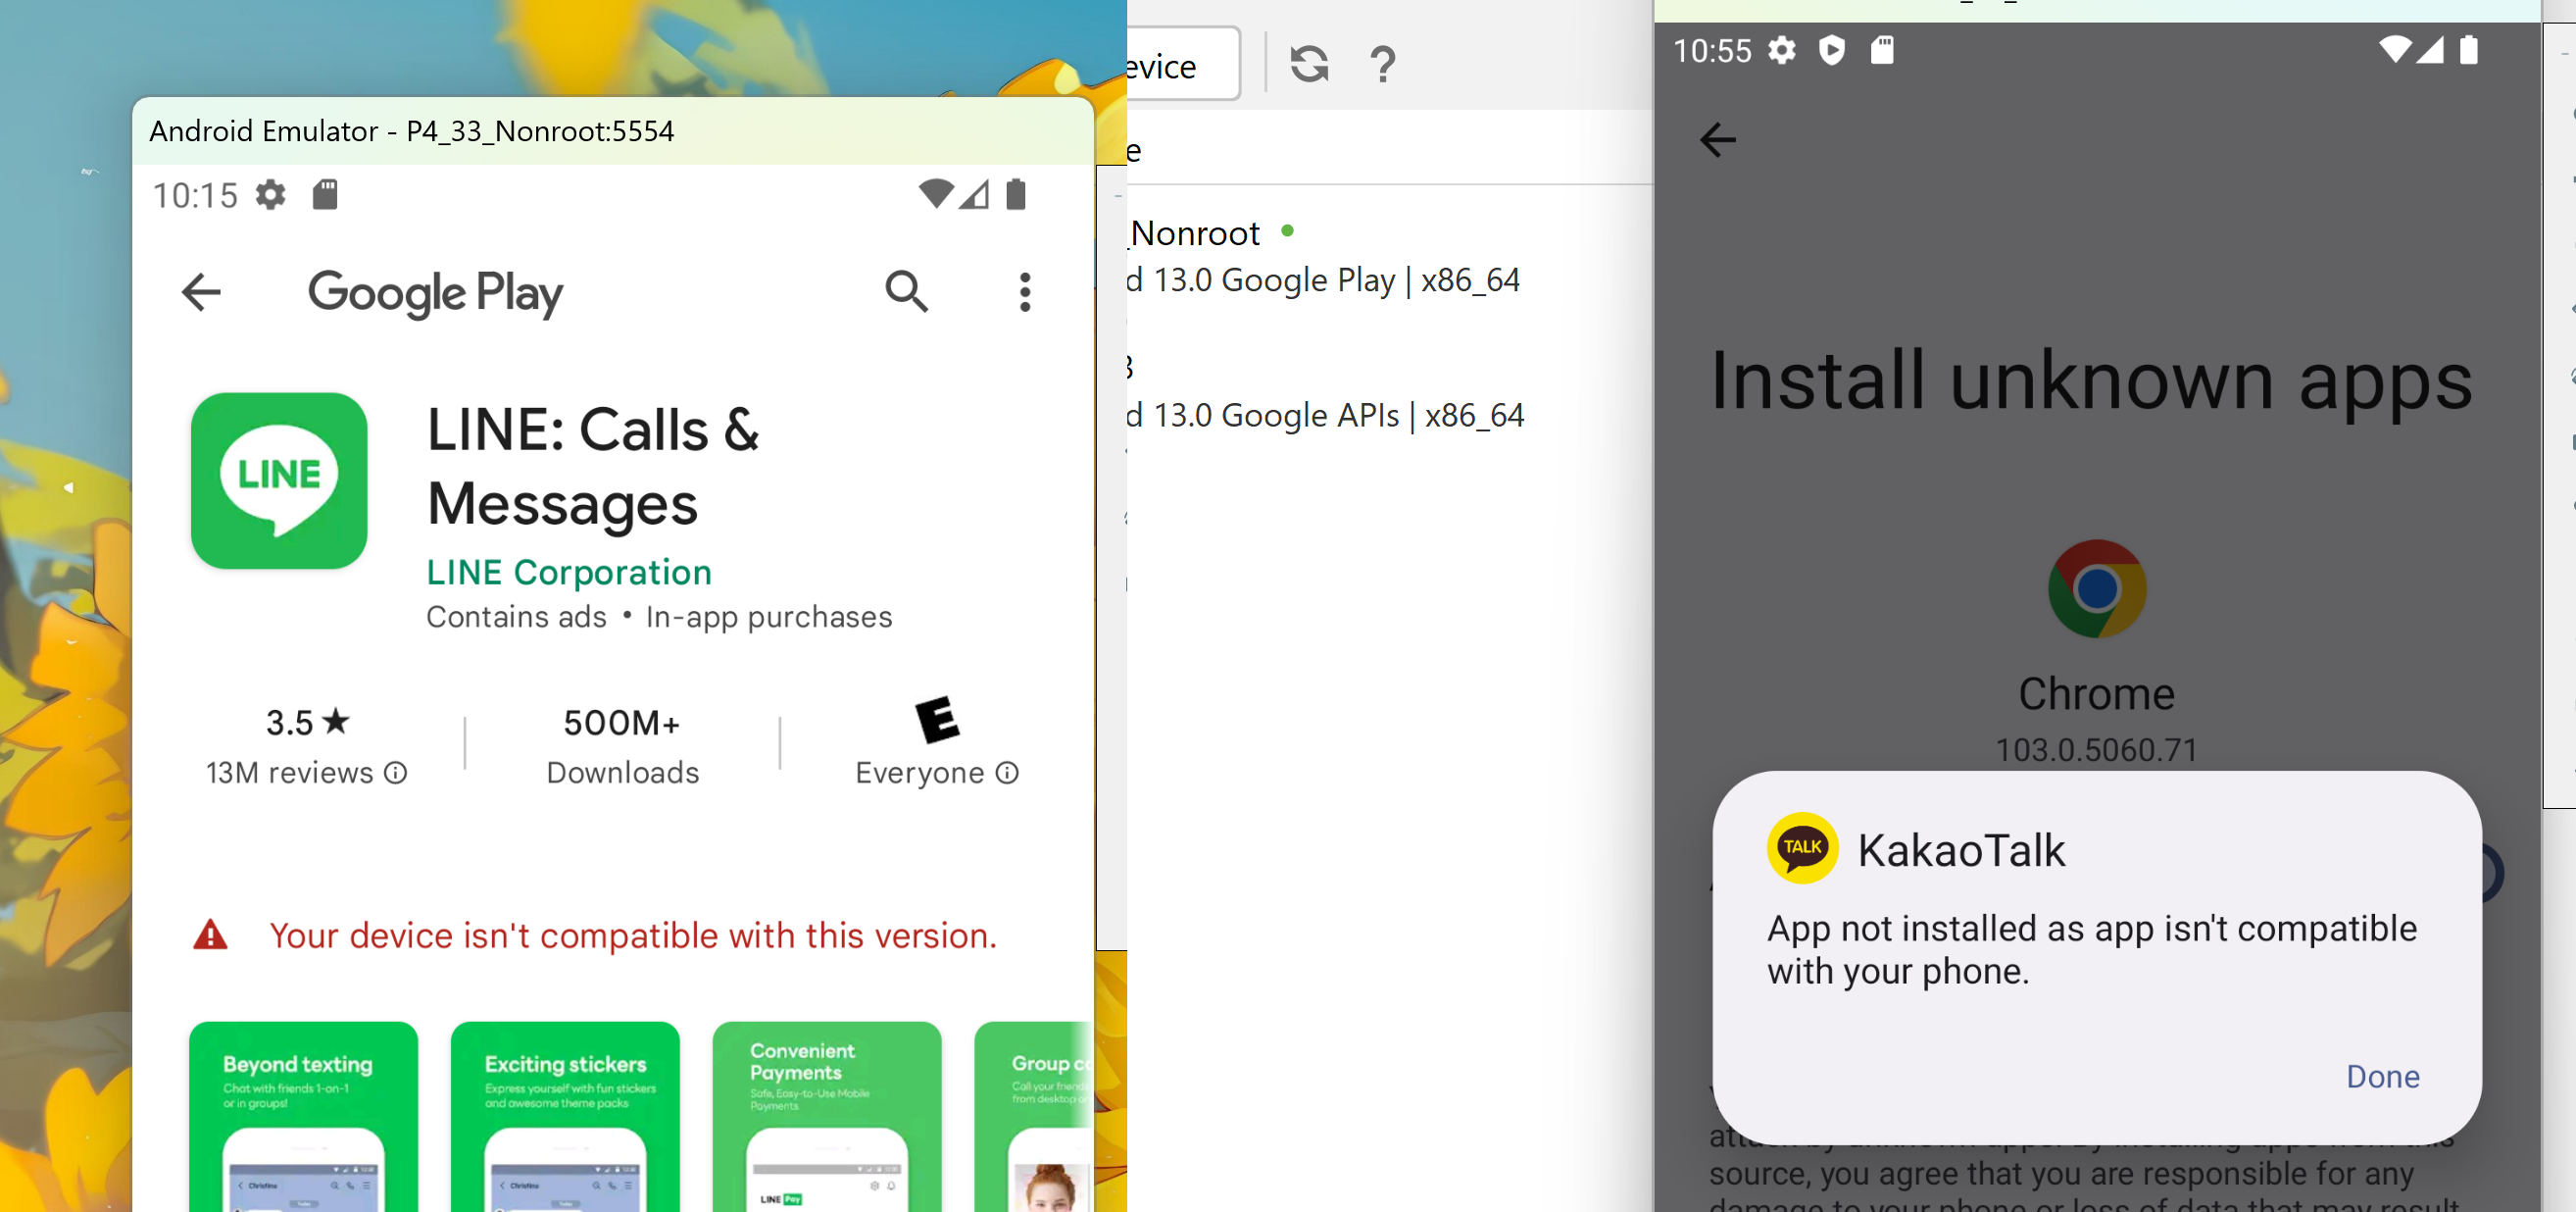 Android Emulator - P4_33_Nonroot:5554
10:15
Google Play
LINE
LINE: Calls &
Messages
LINE Corporation
Contains ads • In-app purchases
3.5★
13M reviews
500M+
Downloads
E
Everyone
Your device isn't compatible with this version.
Beyond texting
Chat with friends 1-on-1
or in groups!
Christine
Exciting stickers
Express yourself with fun stickers
and awesome theme packs
Christine
Convenient
Payments
Safe, Easy-to-Use Mobile
Payments
LINE Pay
Group c
Call your friend
from desktop o
evice
?
e
_Nonroot
d 13.0 Google Play | x86_64
3
d 13.0 Google APIs | x86_64
10:55
Install unknown apps
Chrome
103.0.5060.71
TALK
KakaoTalk
App not installed as app isn't compatible
with your phone.
Done
source, you agree that you are responsible for any
damage to your phone or loss of data that may result